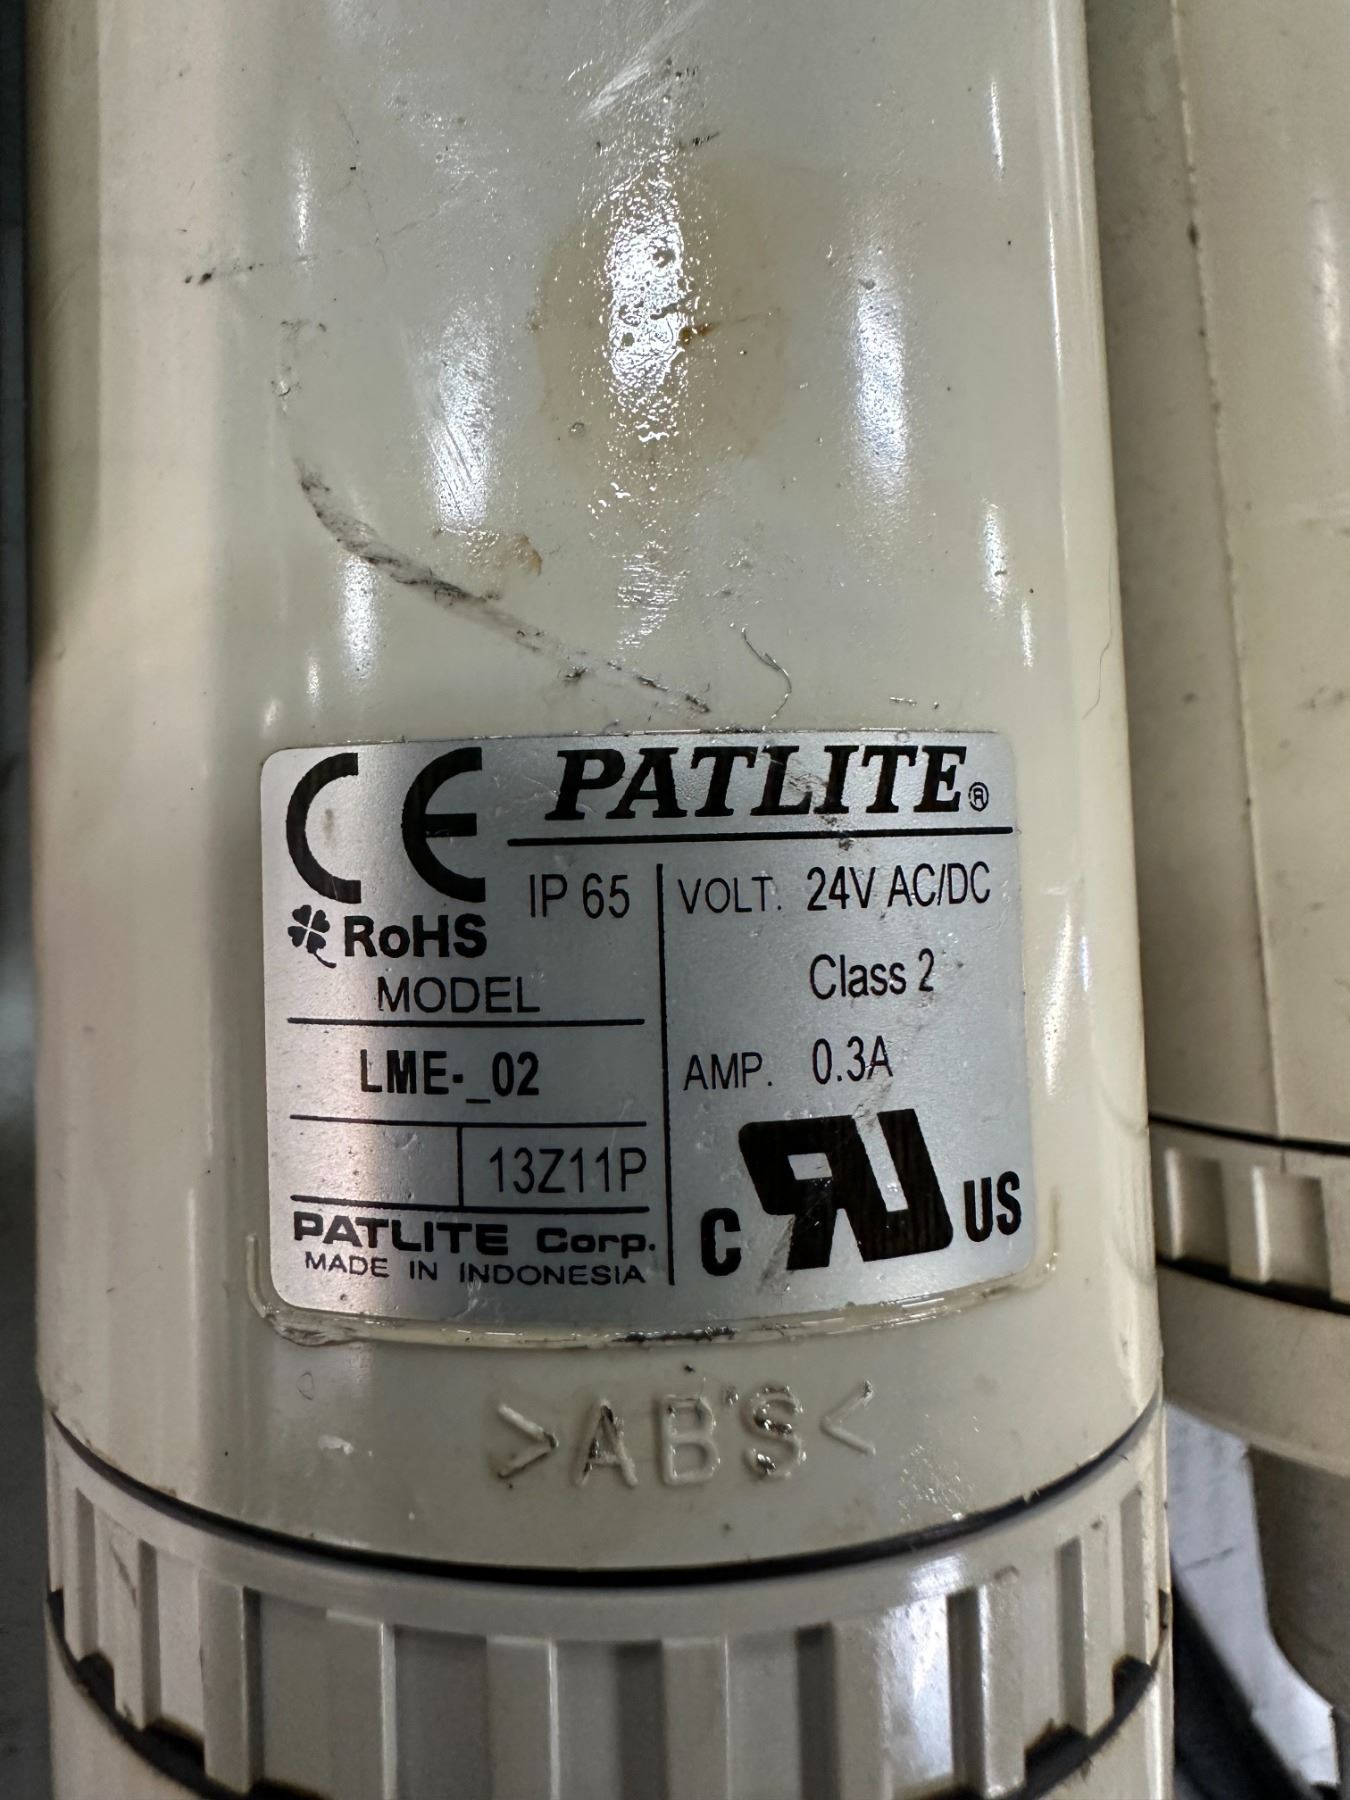 CE PATLITE®
IP 65
RoHS
MODEL
LME-_02
13Z11P
PATLITE Corp.
MADE IN INDONESIA
VOLT. 24V AC/DC
Class 2
AMP. 0.3A
C RU US
>ABS<